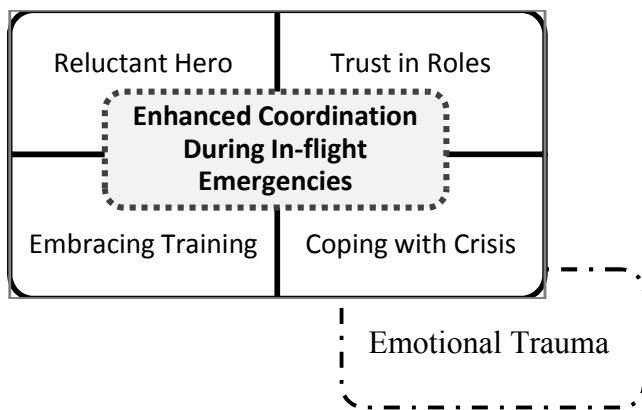 Reluctant Hero
Trust in Roles
Enhanced Coordination
During In-flight
Emergencies
Embracing Training
Coping with Crisis
Emotional Trauma